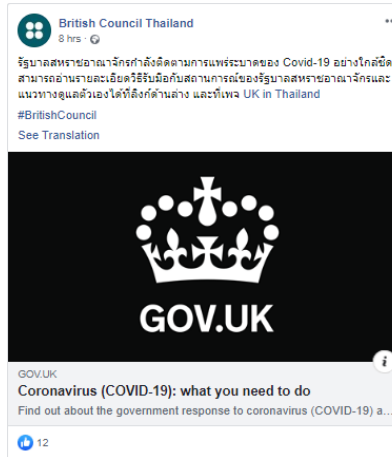 British Council Thailand
8 hrs ·
รัฐบาลสหราชอาณาจักรกำลังติดตามการแพร่ระบาดของ Covid-19 อย่างใกล้ชิด
สามารถอ่านรายละเอียดวิธีรับมือกับสถานการณ์ของรัฐบาลสหราชอาณาจักรและ
แนวทางดูแลตัวเองได้ที่ลิงก์ด้านล่าง และที่เพจ UK in Thailand
#BritishCouncil
See Translation
GOV.UK
GOV.UK
Coronavirus (COVID-19): what you need to do
Find out about the government response to coronavirus (COVID-19) a...
12